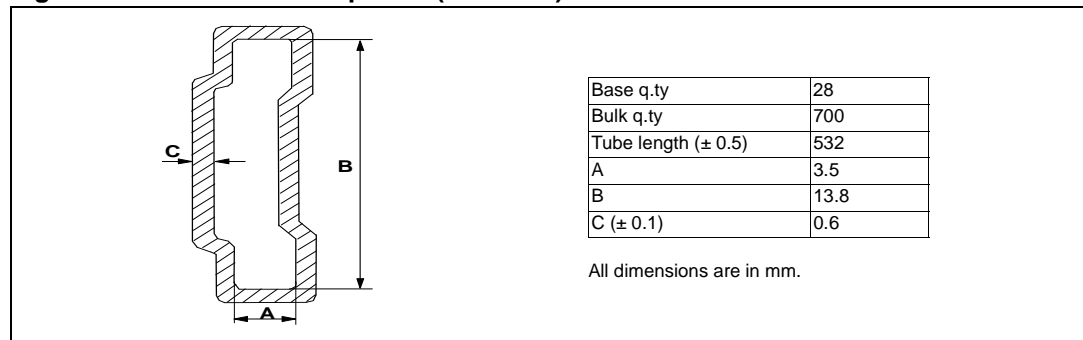 C
B
A
Base q.ty 28
Bulk q.ty 700
Tube length (± 0.5) 532
A 3.5
B 13.8
C (± 0.1) 0.6
All dimensions are in mm.